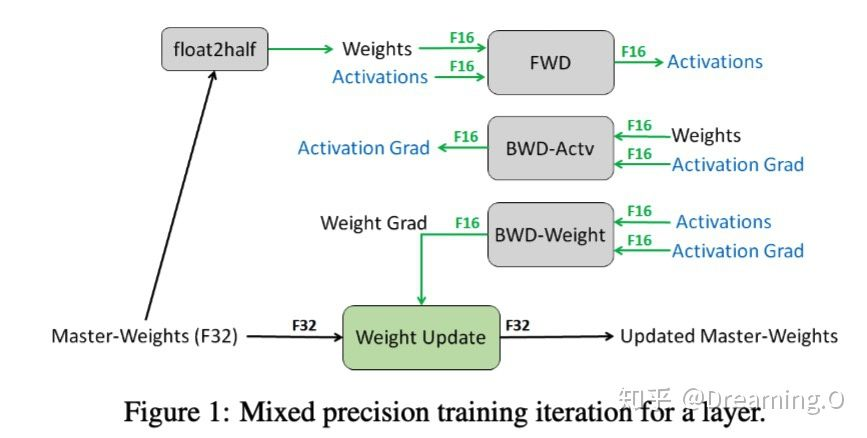 float2half
Weights
F16
F16
Activations
FWD
F16
Activations
Activation Grad
F16
BWD-Actv
F16
Weights
F16
Activation Grad
Weight Grad
F16
BWD-Weight
F16
Activations
F16
Activation Grad
Master-Weights (F32)
F32
Weight Update
F32
Updated Master-Weights
Figure 1: Mixed precision training iteration for a layer.
知乎 @Dreaming.O